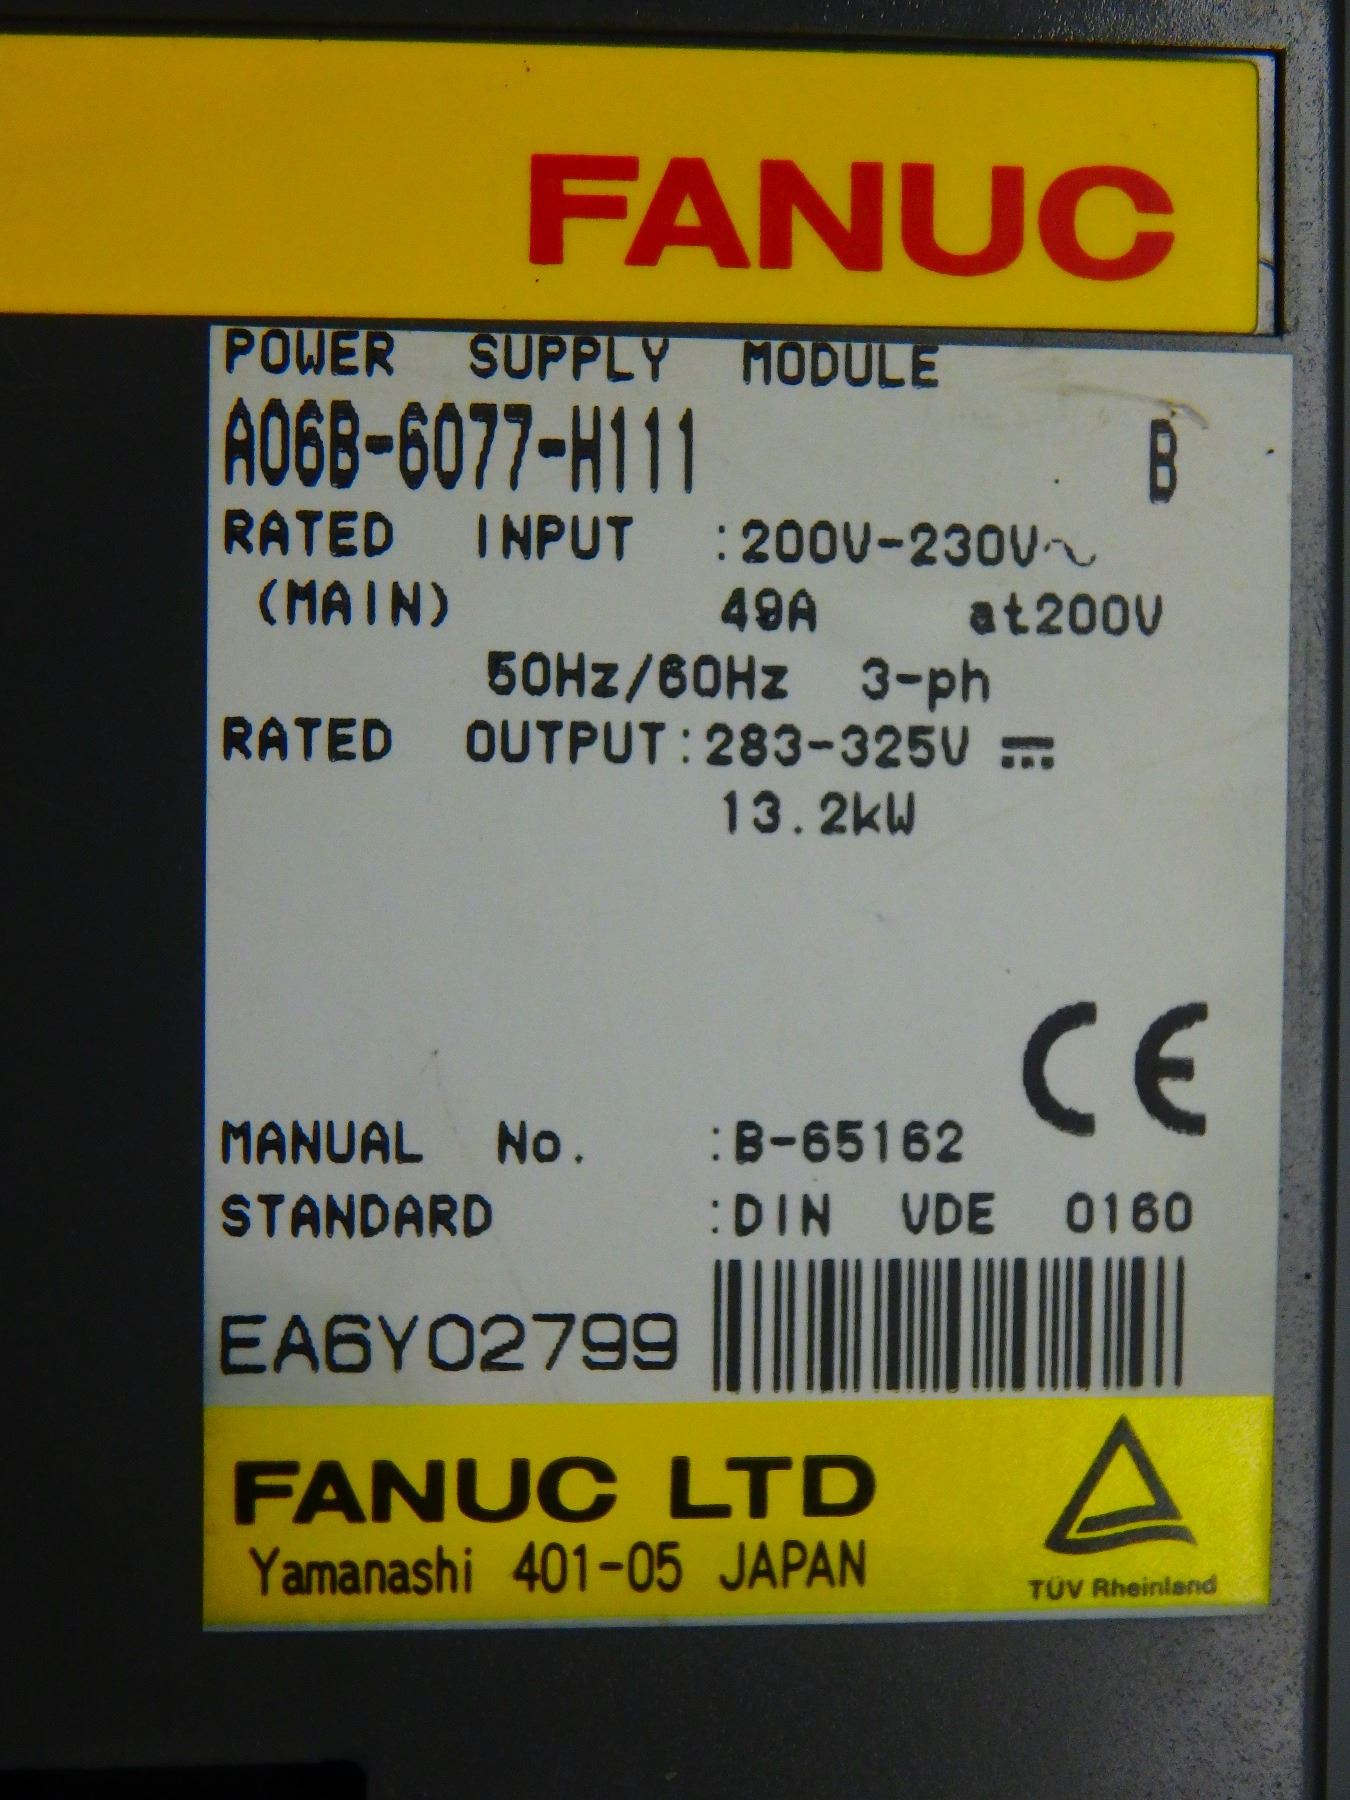 FANUC
POWER SUPPLY MODULE
A06B-6077-H111 B
RATED INPUT :200V-230V~
(MAIN) 49A at200V
50Hz/60Hz 3-ph
RATED OUTPUT:283-325V ⎓
13.2kW
CE
MANUAL No. :B-65162
STANDARD :DIN VDE 0160
EA6Y02799
FANUC LTD
Yamanashi 401-05 JAPAN
TÜV Rheinland